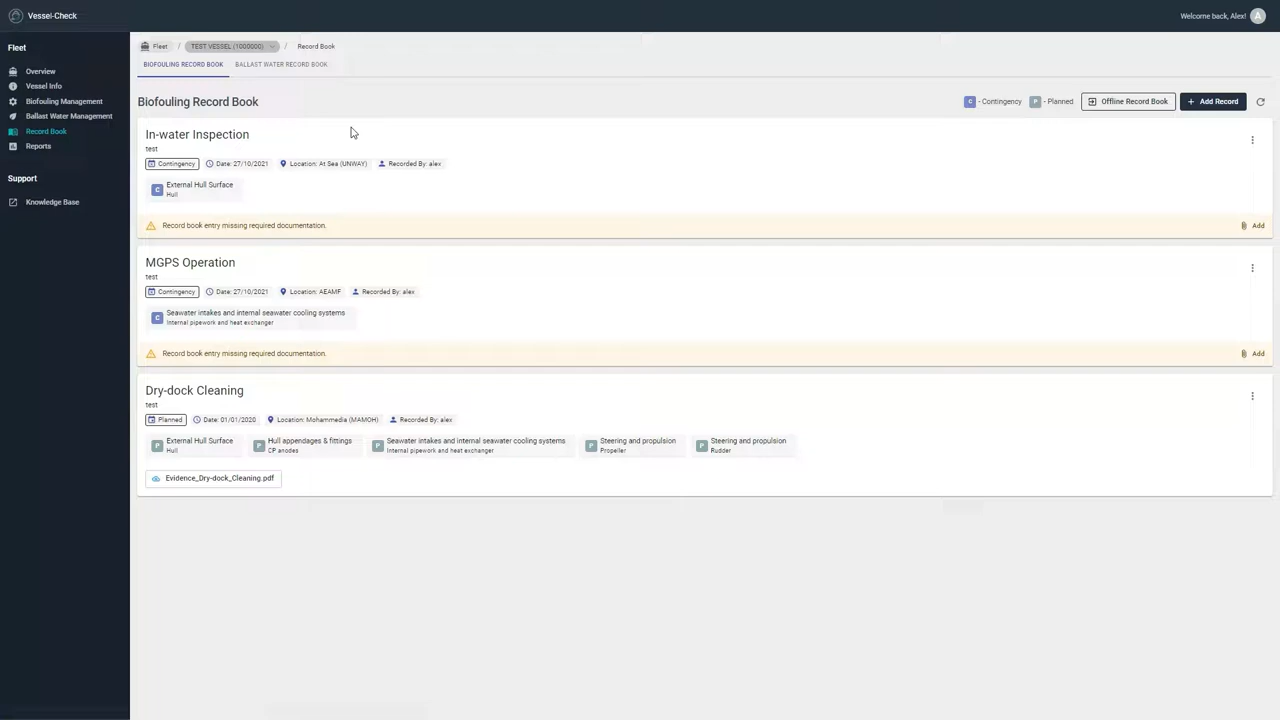 Vessel-Check
Welcome back, Alex! A
Fleet
Overview
Vessel Info
Biofouling Management
Ballast Water Management
Record Book
Reports
Support
Knowledge Base
Fleet / TEST VESSEL (1000000) / Record Book
BIOFOULING RECORD BOOK BALLAST WATER RECORD BOOK
Biofouling Record Book
C - Contingency P - Planned Offline Record Book + Add Record
In-water Inspection
test
Contingency Date: 27/10/2021 Location: At Sea (UNWAY) Recorded By: alex
C External Hull Surface
Hull
Record book entry missing required documentation. Add
MGPS Operation
test
Contingency Date: 27/10/2021 Location: AEAMF Recorded By: alex
C Seawater intakes and internal seawater cooling systems
Internal pipework and heat exchanger
Record book entry missing required documentation. Add
Dry-dock Cleaning
test
Planned Date: 01/01/2020 Location: Mohammedia (MAMOH) Recorded By: alex
P External Hull Surface
Hull
P Hull appendages & fittings
CP anodes
P Seawater intakes and internal seawater cooling systems
Internal pipework and heat exchanger
P Steering and propulsion
Propeller
P Steering and propulsion
Rudder
Evidence_Dry-dock_Cleaning.pdf